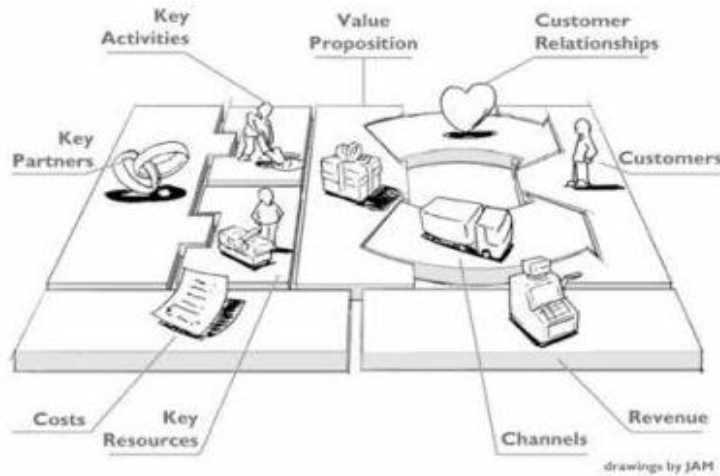 Key
Activities
Value
Proposition
Customer
Relationships
Key
Partners
Customers
Costs
Key
Resources
Channels
Revenue
drawings by JAM